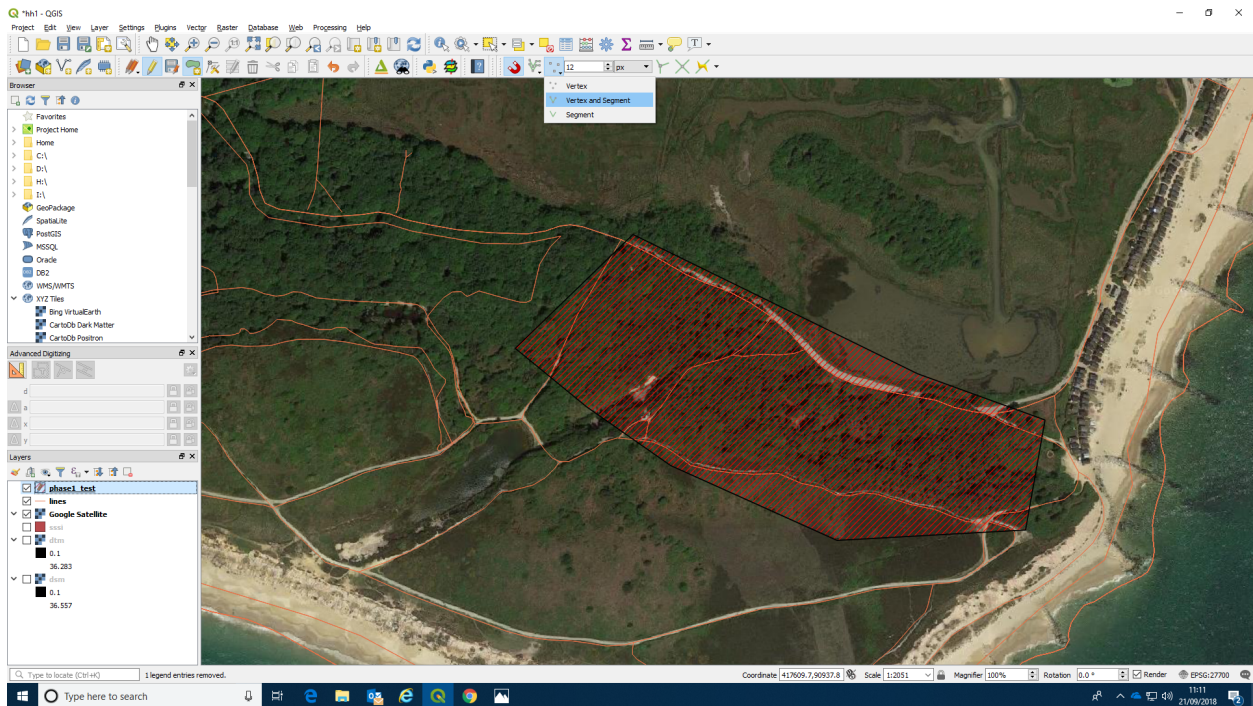 *hh1 - QGIS
Project Edit View Layer Settings Plugins Vector Raster Database Web Processing Help
12 px
Vertex
Vertex and Segment
Segment
Browser
Favorites
Project Home
Home
C:\
D:\
H:\
I:\
GeoPackage
SpatiaLite
PostGIS
MSSQL
Oracle
DB2
WMS/WMTS
XYZ Tiles
Bing VirtualEarth
CartoDb Dark Matter
CartoDb Positron
Advanced Digitizing
d
a
x
y
Layers
phase1_test
lines
Google Satellite
sssi
dtm
0.1
36.283
dsm
0.1
36.557
Type to locate (Ctrl+K) 1 legend entries removed. Coordinate 417609.7,90937.8 Scale 1:2051 Magnifier 100% Rotation 0.0 ° Render EPSG:27700
Type here to search
11:11
21/09/2018
2